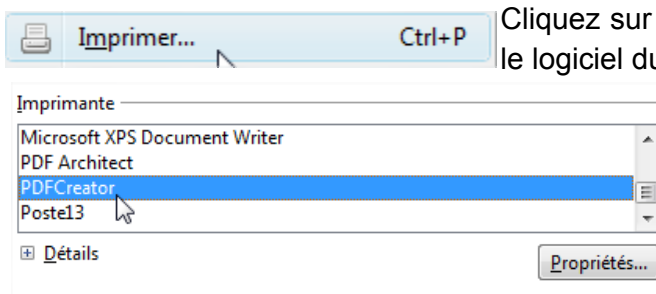 Imprimer... Ctrl+P
Cliquez sur
le logiciel du
Imprimante
Microsoft XPS Document Writer
PDF Architect
PDFCreator
Poste13
Détails
Propriétés...